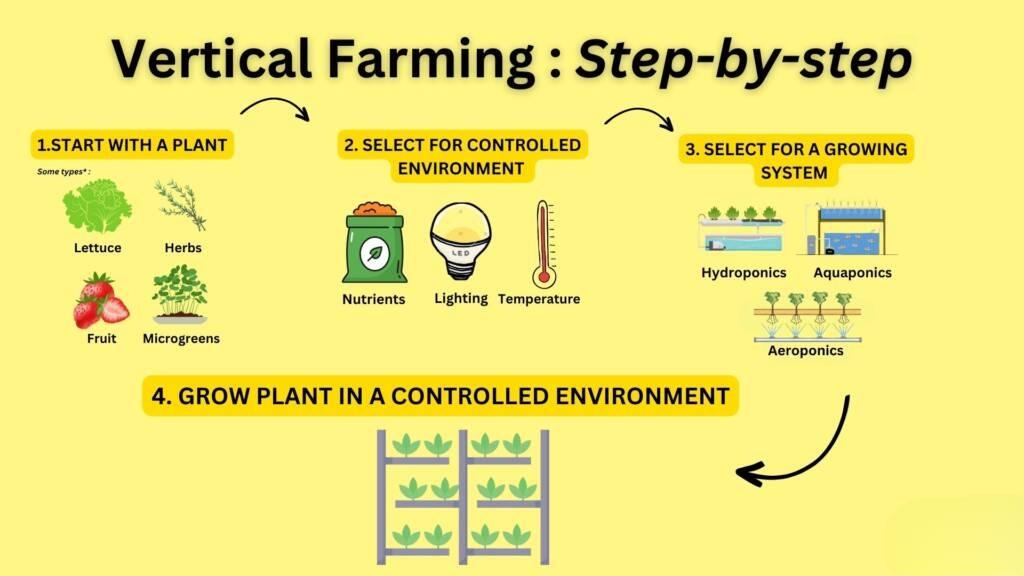 Vertical Farming : Step-by-step
1.START WITH A PLANT
Some types* :
Lettuce
Herbs
Fruit
Microgreens
2. SELECT FOR CONTROLLED
ENVIRONMENT
LED
Nutrients
Lighting
Temperature
3. SELECT FOR A GROWING
SYSTEM
Hydroponics
Aquaponics
Aeroponics
4. GROW PLANT IN A CONTROLLED ENVIRONMENT